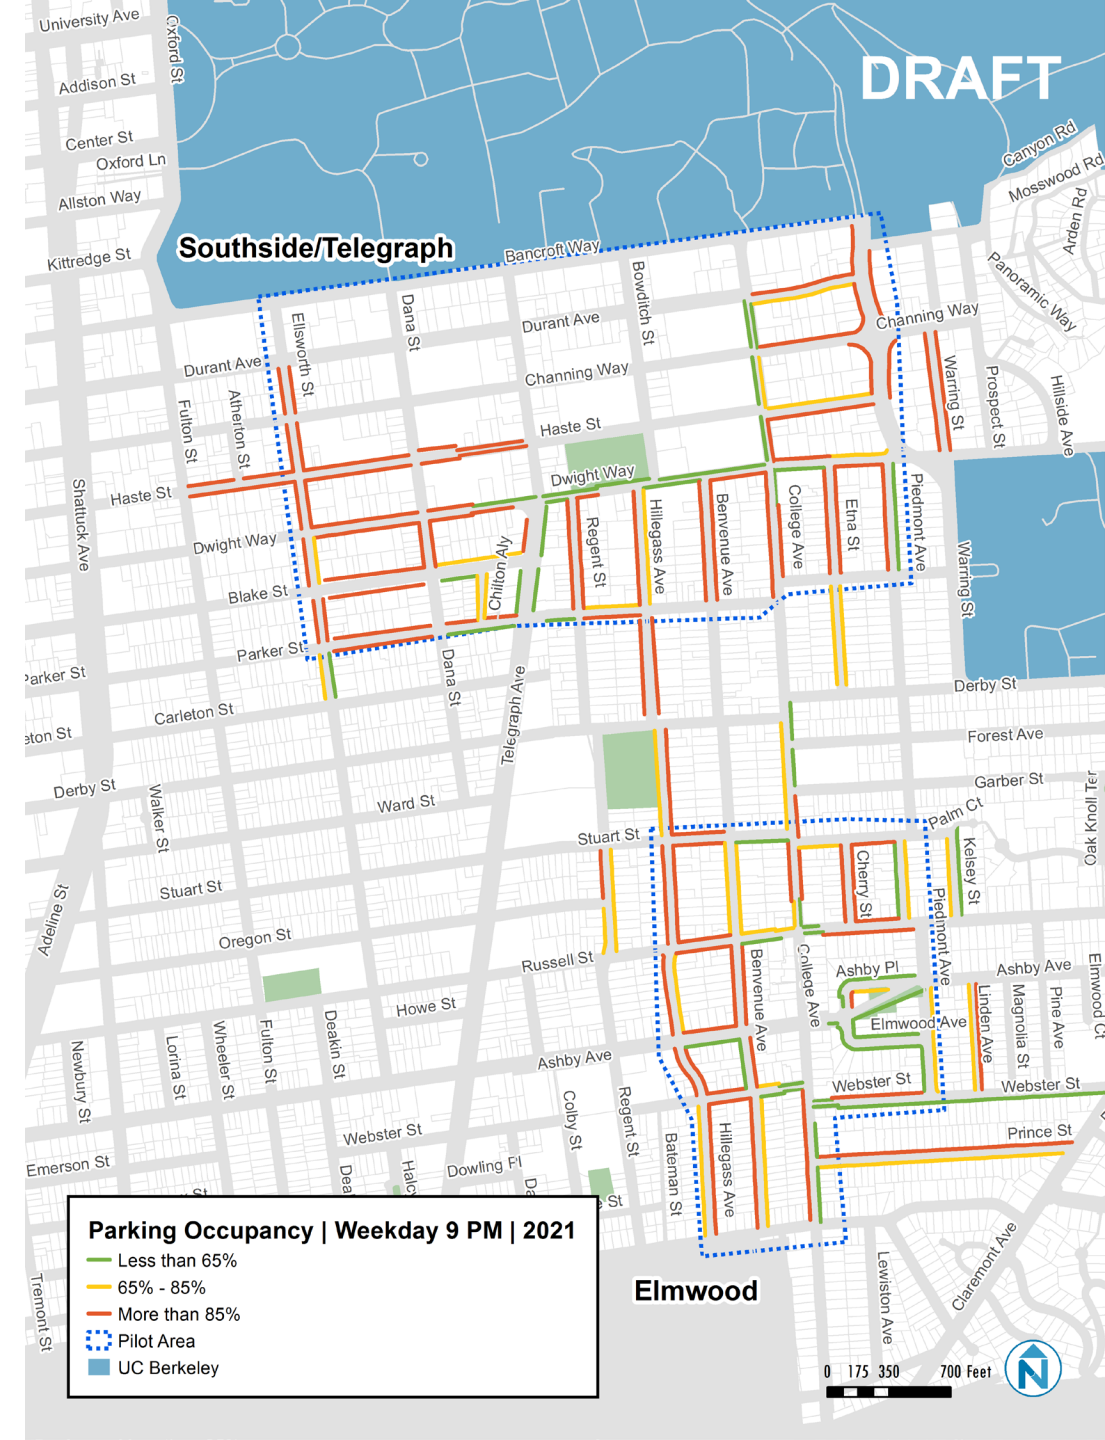 University Ave
Oxford St
DRAFT
Addison St
Center St
Oxford Ln
Canyon Rd
Mosswood Rd
Allston Way
Arden Rd
Southside/Telegraph
Bancroft Way
Kittredge St
Panoramic Way
Bowditch St
Dana St
Ellsworth St
Durant Ave
Channing Way
Durant Ave
Channing Way
Warring St
Prospect St
Hillside Ave
Atherton St
Fulton St
Haste St
Dwight Way
Shattuck Ave
Haste St
Piedmont Ave
College Ave
Etna St
Benvenue Ave
Hillegass Ave
Regent St
Dwight Way
Chilton Aly
Warring St
Blake St
Parker St
Parker St
Dana St
Telegraph Ave
Derby St
Carleton St
eton St
Forest Ave
Derby St
Garber St
Oak Knoll Ter
Walker St
Ward St
Palm Ct
Stuart St
Kelsey St
Cherry St
Stuart St
Adeline St
Piedmont Ave
Oregon St
Russell St
Benvenue Ave
College Ave
Ashby Pl
Ashby Ave
Elmwood Ct
Howe St
Linden Ave
Magnolia St
Pine Ave
Elmwood Ave
Deakin St
Fulton St
Wheeler St
Lorina St
Newbury St
Ashby Ave
Webster St
Webster St
Colby St
Regent St
Hillegass Ave
Bateman St
Webster St
Prince St
Emerson St
Dowling Pl
Elmwood
Claremont Ave
Lewiston Ave
Tremont St
Parking Occupancy | Weekday 9 PM | 2021
Less than 65%
65% - 85%
More than 85%
Pilot Area
UC Berkeley
0 175 350 700 Feet
N